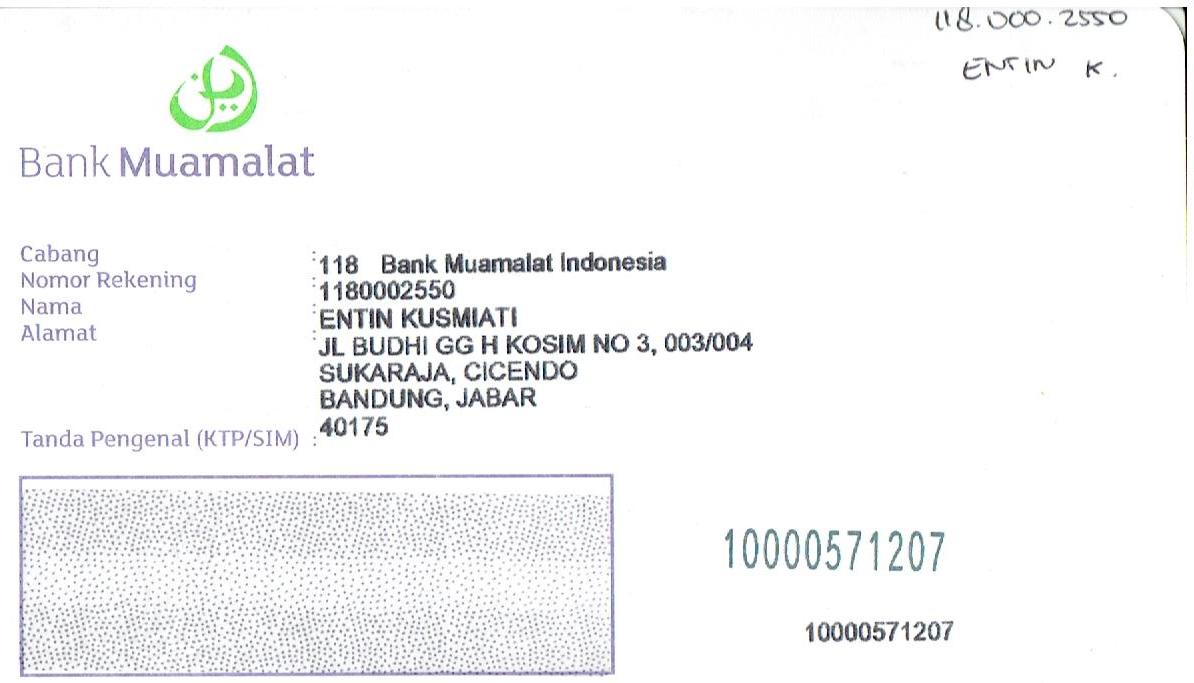 118.000.2550
ENTIN K.
Bank Muamalat
Cabang : 118 Bank Muamalat Indonesia
Nomor Rekening : 1180002550
Nama : ENTIN KUSMIATI
Alamat : JL BUDHI GG H KOSIM NO 3, 003/004
SUKARAJA, CICENDO
BANDUNG, JABAR
Tanda Pengenal (KTP/SIM) : 40175
10000571207
10000571207